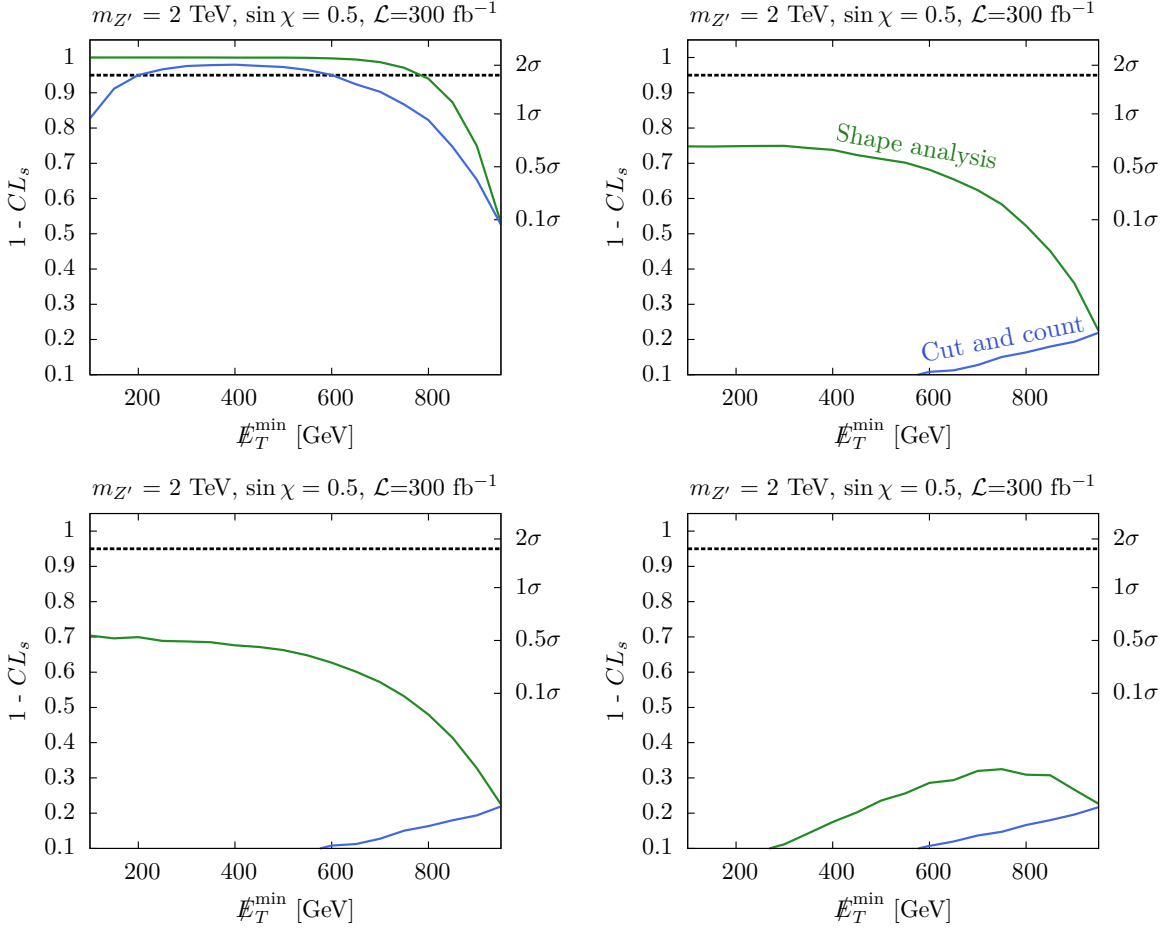 m_{Z'} = 2 TeV, sin χ = 0.5, ℒ=300 fb⁻¹
1 - CL_s
1
0.9
0.8
0.7
0.6
0.5
0.4
0.3
0.2
0.1
2σ
1σ
0.5σ
0.1σ
200 400 600 800
E̸_T^min [GeV]
m_{Z'} = 2 TeV, sin χ = 0.5, ℒ=300 fb⁻¹
1 - CL_s
1
0.9
0.8
0.7
0.6
0.5
0.4
0.3
0.2
0.1
Shape analysis
Cut and count
2σ
1σ
0.5σ
0.1σ
200 400 600 800
E̸_T^min [GeV]
m_{Z'} = 2 TeV, sin χ = 0.5, ℒ=300 fb⁻¹
1 - CL_s
1
0.9
0.8
0.7
0.6
0.5
0.4
0.3
0.2
0.1
2σ
1σ
0.5σ
0.1σ
200 400 600 800
E̸_T^min [GeV]
m_{Z'} = 2 TeV, sin χ = 0.5, ℒ=300 fb⁻¹
1 - CL_s
1
0.9
0.8
0.7
0.6
0.5
0.4
0.3
0.2
0.1
2σ
1σ
0.5σ
0.1σ
200 400 600 800
E̸_T^min [GeV]